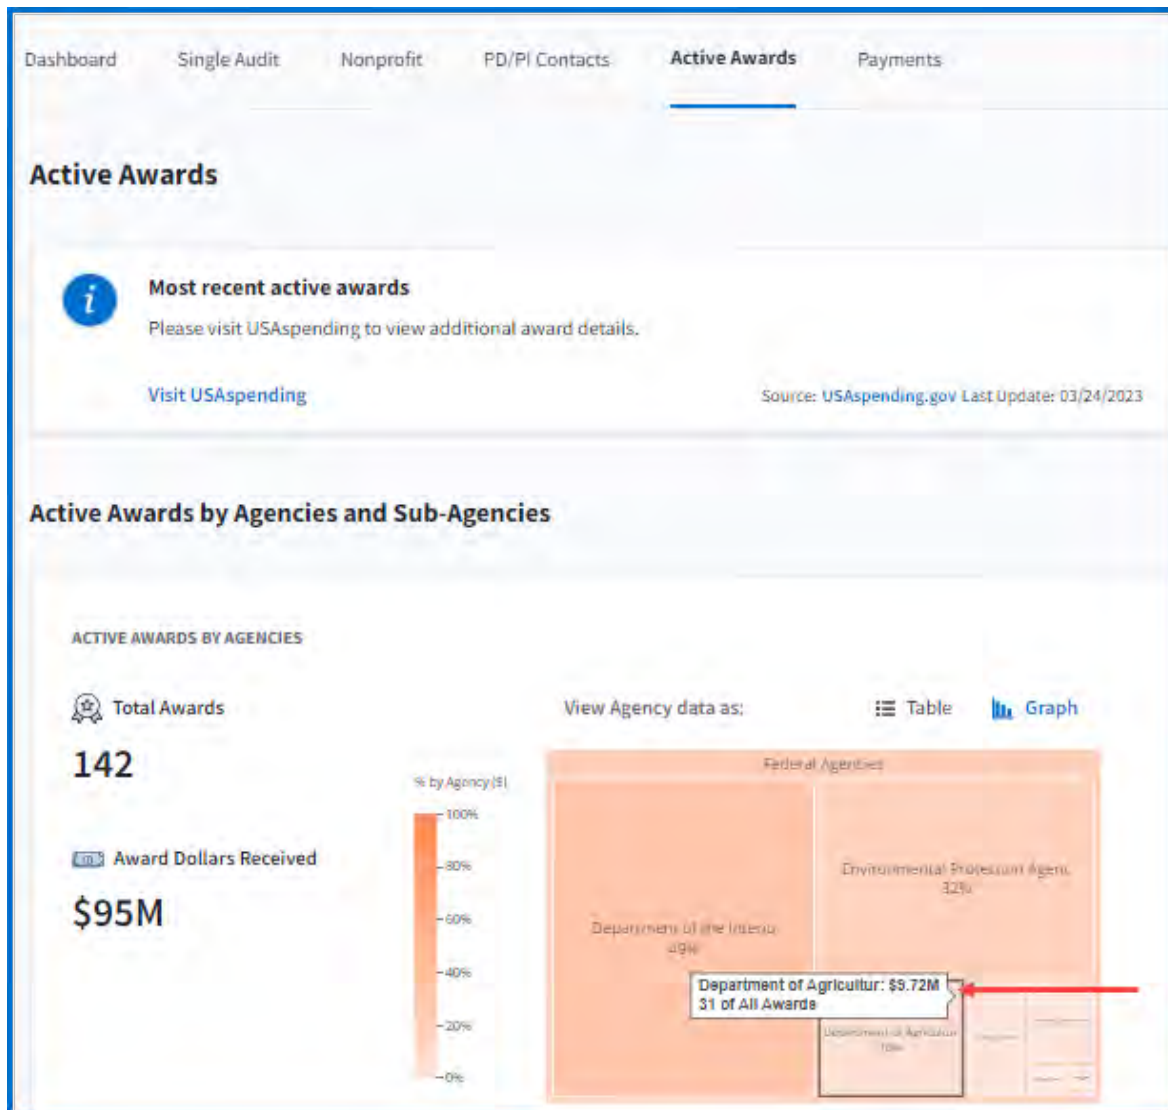 Dashboard Single Audit Nonprofit PD/PI Contacts Active Awards Payments
Active Awards
Most recent active awards
Please visit USAspending to view additional award details.
Visit USAspending
Source: USAspending.gov Last Update: 03/24/2023
Active Awards by Agencies and Sub-Agencies
ACTIVE AWARDS BY AGENCIES
Total Awards
142
Award Dollars Received
$95M
View Agency data as:
Table
Graph
% by Agency ($)
100%
80%
60%
40%
20%
0%
Federal Agencies
Department of the Interior
49%
Environmental Protection Agenc
32%
Department of Agricultur: $9.72M
31 of All Awards
Department of Agricultur
10%